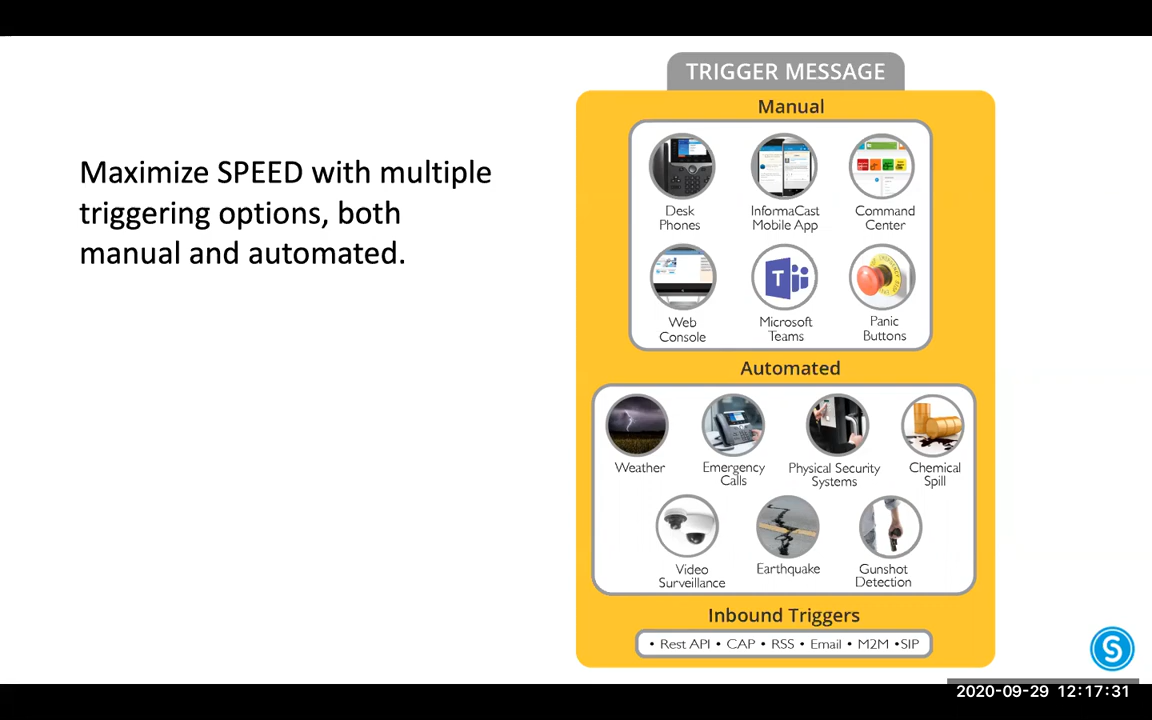 Maximize SPEED with multiple
triggering options, both
manual and automated.
TRIGGER MESSAGE
Manual
Desk
Phones
InformaCast
Mobile App
Command
Center
Web
Console
Microsoft
Teams
Panic
Buttons
Automated
Weather
Emergency
Calls
Physical Security
Systems
Chemical
Spill
Video
Surveillance
Earthquake
Gunshot
Detection
Inbound Triggers
• Rest API • CAP • RSS • Email • M2M •SIP
S
2020-09-29 12:17:31